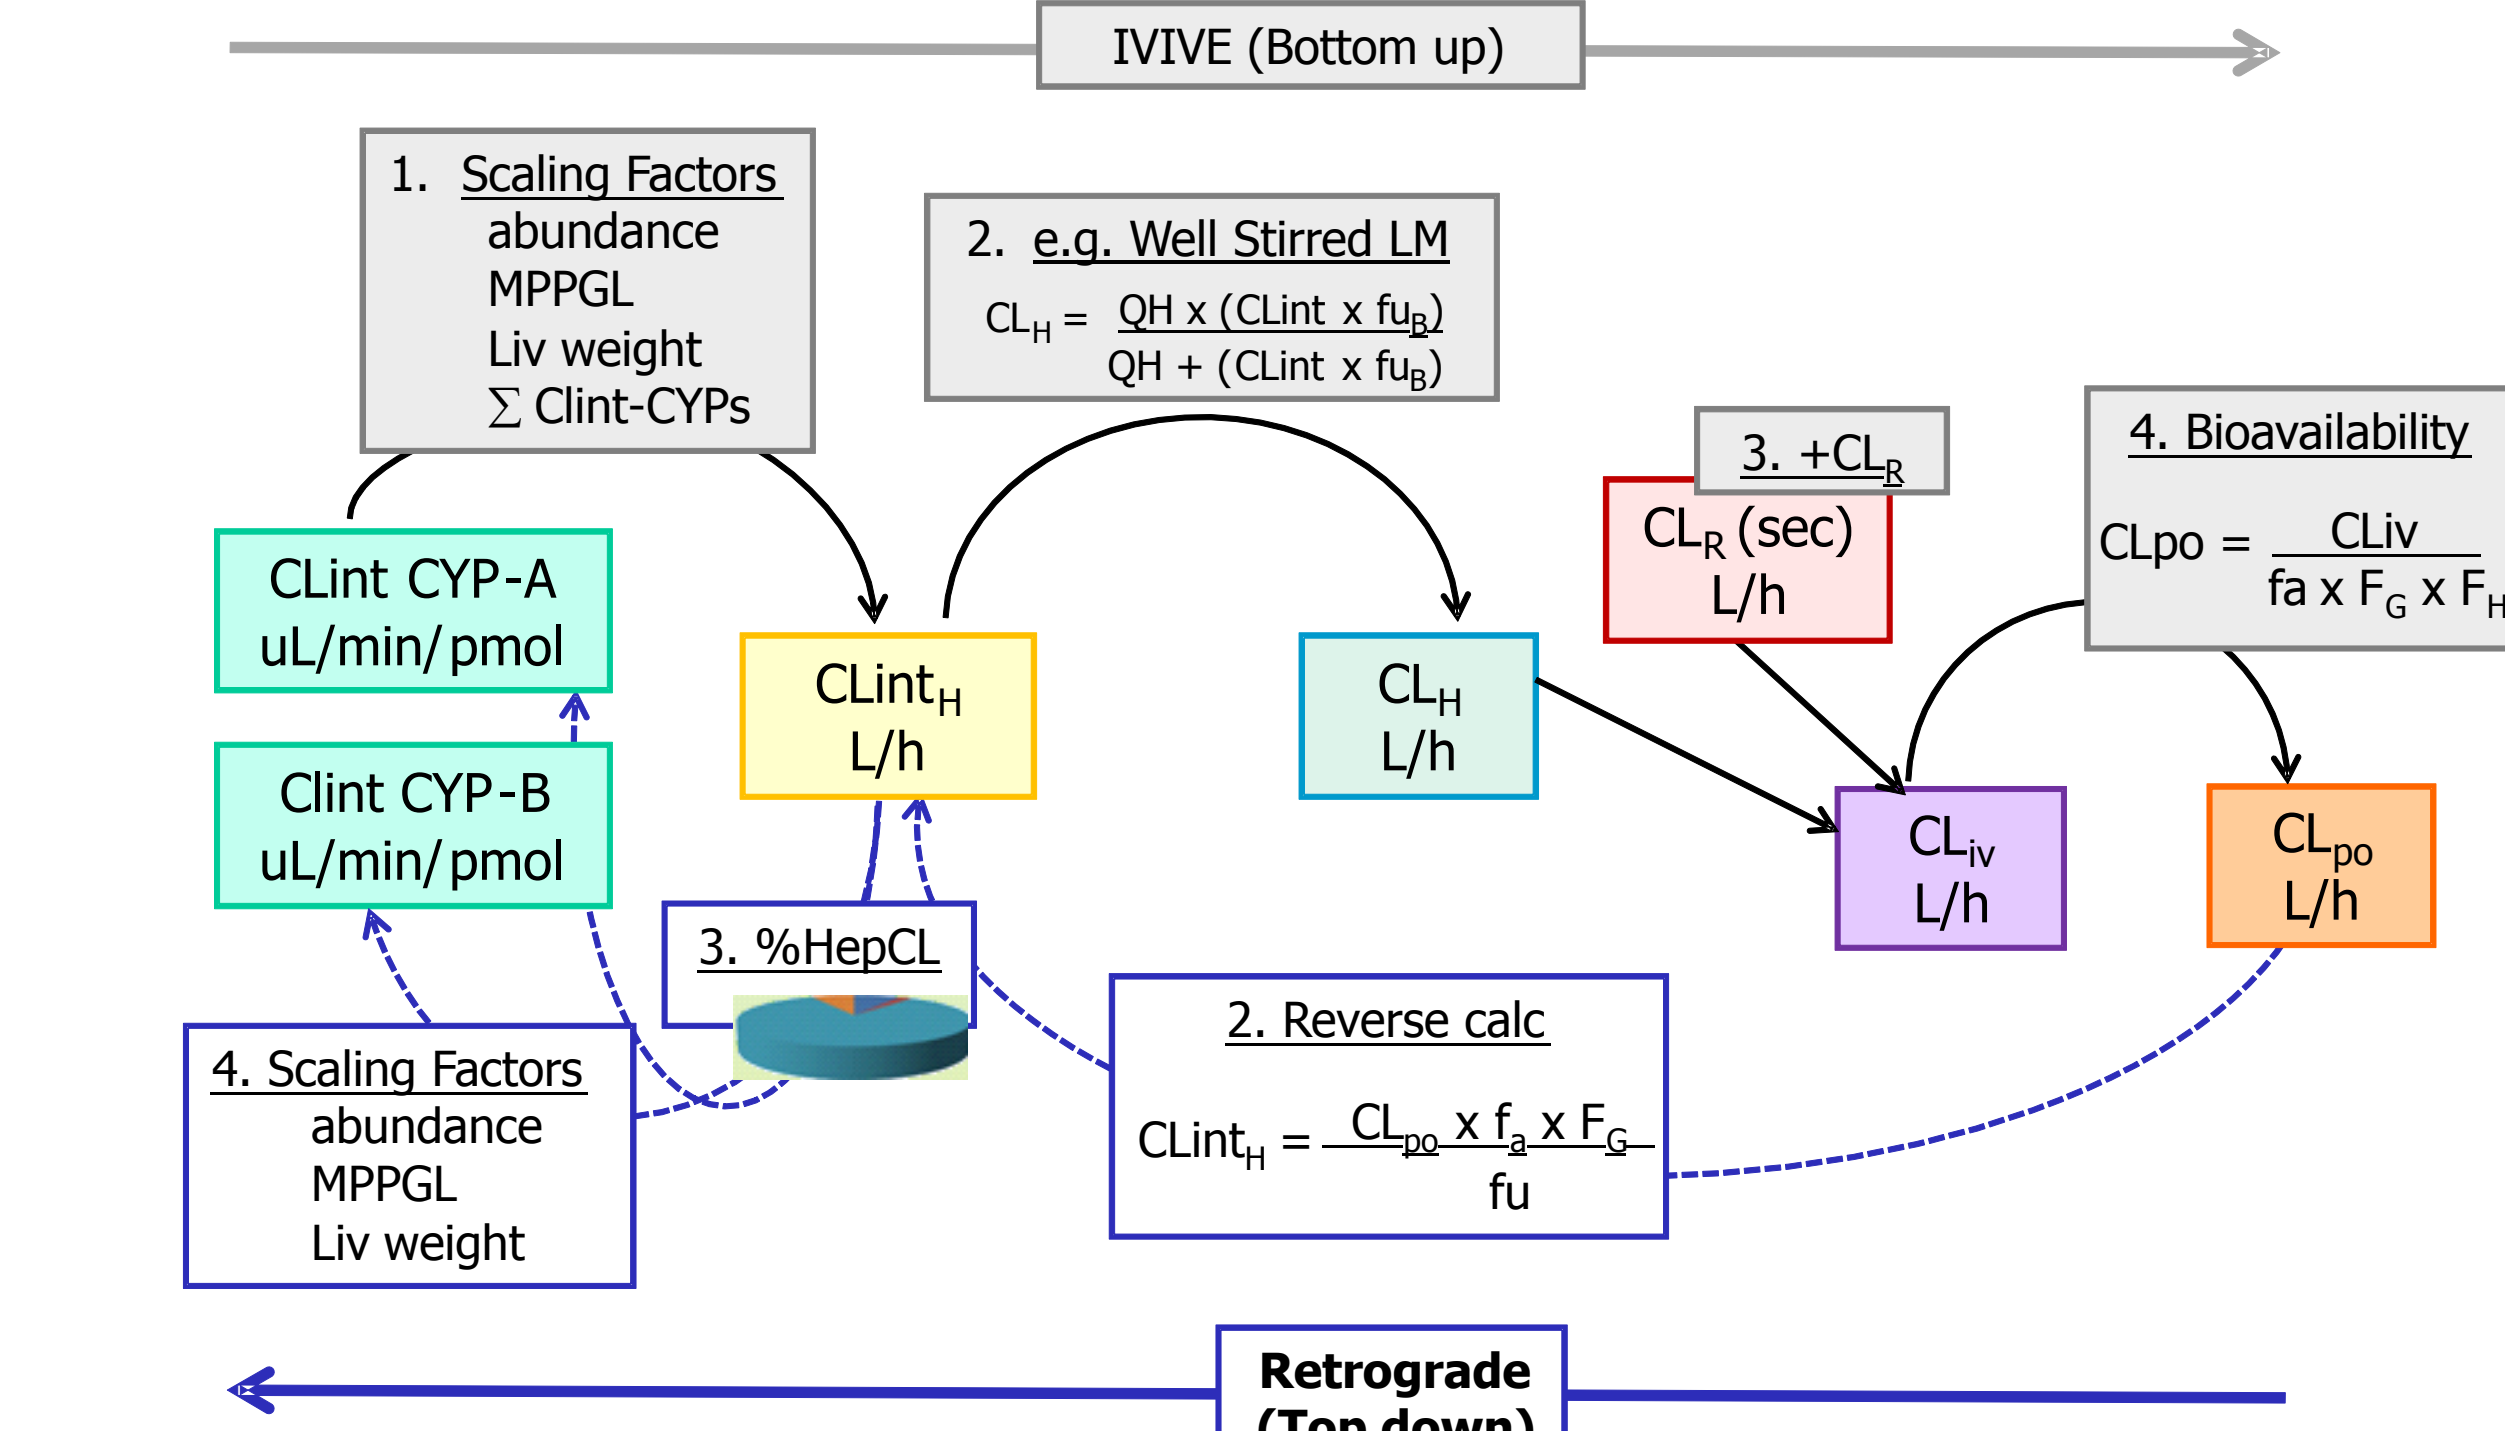 IVIVE (Bottom up)
1. Scaling Factors
abundance
MPPGL
Liv weight
∑ Clint-CYPs
2. e.g. Well Stirred LM
CLH = QH x (CLint x fuB)
QH + (CLint x fuB)
3. +CLR
CLR (sec)
L/h
4. Bioavailability
CLpo = CLiv
fa x FG x FH
CLint CYP-A
uL/min/pmol
Clint CYP-B
uL/min/pmol
CLintH
L/h
CLH
L/h
CLiv
L/h
CLpo
L/h
3. %HepCL
2. Reverse calc
CLintH = CLpo x fa x FG
fu
4. Scaling Factors
abundance
MPPGL
Liv weight
Retrograde
(Top down)